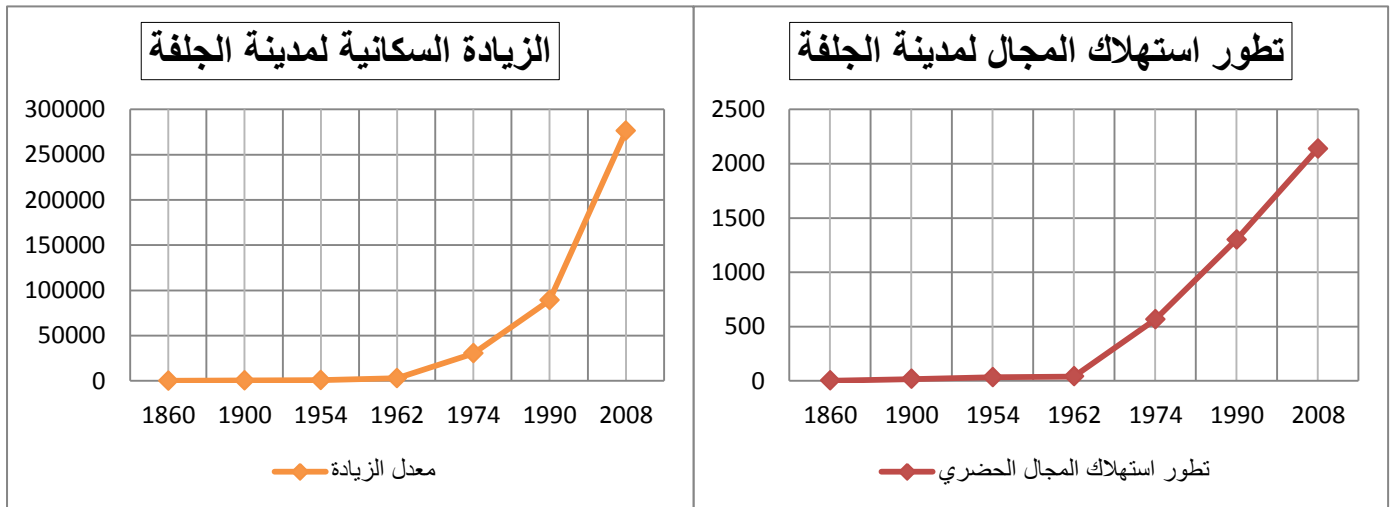 تطور استهلاك المجال لمدينة الجلفة
2500
2000
1500
1000
500
0
1860 1900 1954 1962 1974 1990 2008
تطور استهلاك المجال الحضري
الزيادة السكانية لمدينة الجلفة
300000
250000
200000
150000
100000
50000
0
1860 1900 1954 1962 1974 1990 2008
معدل الزيادة